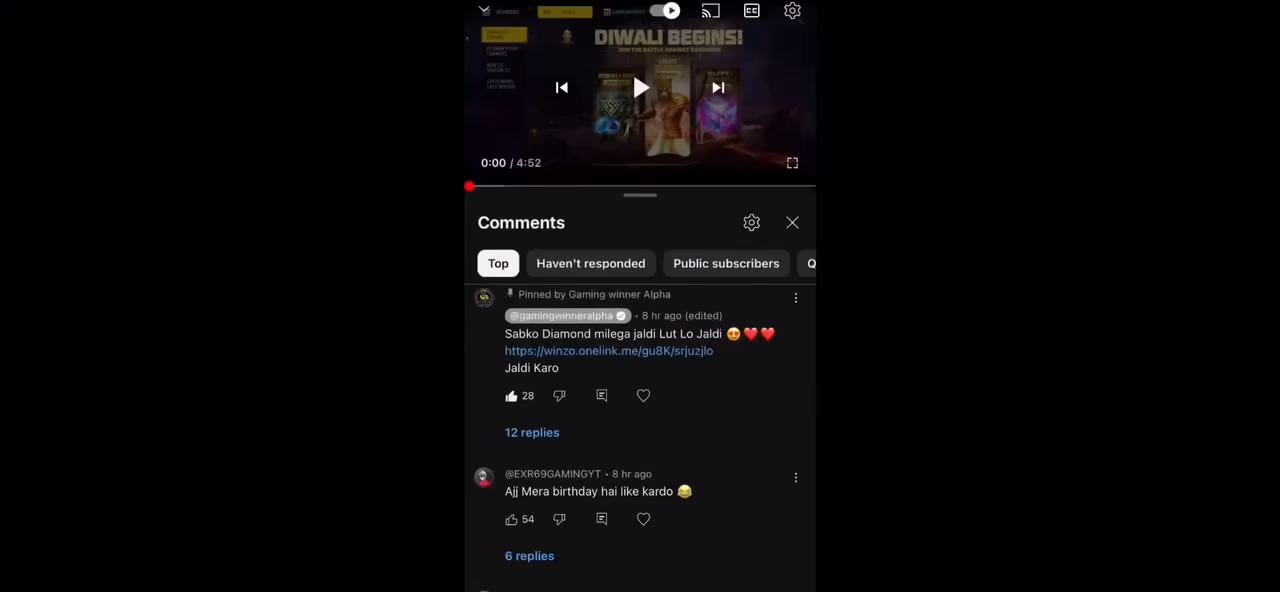 DIWALI BEGINS!
0:00 / 4:52
Comments
Top
Haven't responded
Public subscribers
Q
Pinned by Gaming winner Alpha
@gamingwinneralpha • 8 hr ago (edited)
Sabko Diamond milega jaldi Lut Lo Jaldi 😍❤️❤️
https://winzo.onelink.me/gu8K/srjuzjlo
Jaldi Karo
28
12 replies
@EXR69GAMINGYT • 8 hr ago
Ajj Mera birthday hai like kardo 😂
54
6 replies